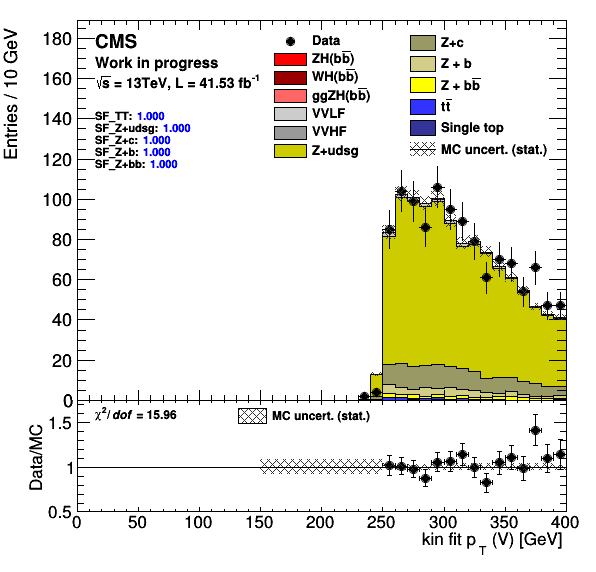 Entries / 10 GeV
180
160
140
120
100
80
60
40
20
0
CMS
Work in progress
√s = 13TeV, L = 41.53 fb⁻¹
SF_TT: 1.000
SF_Z+udsg: 1.000
SF_Z+c: 1.000
SF_Z+b: 1.000
SF_Z+bb: 1.000
Data
ZH(bb̅)
WH(bb̅)
ggZH(bb̅)
VVLF
VVHF
Z+udsg
Z+c
Z + b
Z + bb̅
tt̅
Single top
MC uncert. (stat.)
Data/MC
1.5
1
0.5
χ²/dof = 15.96
MC uncert. (stat.)
0 50 100 150 200 250 300 350 400
kin fit p_T (V) [GeV]